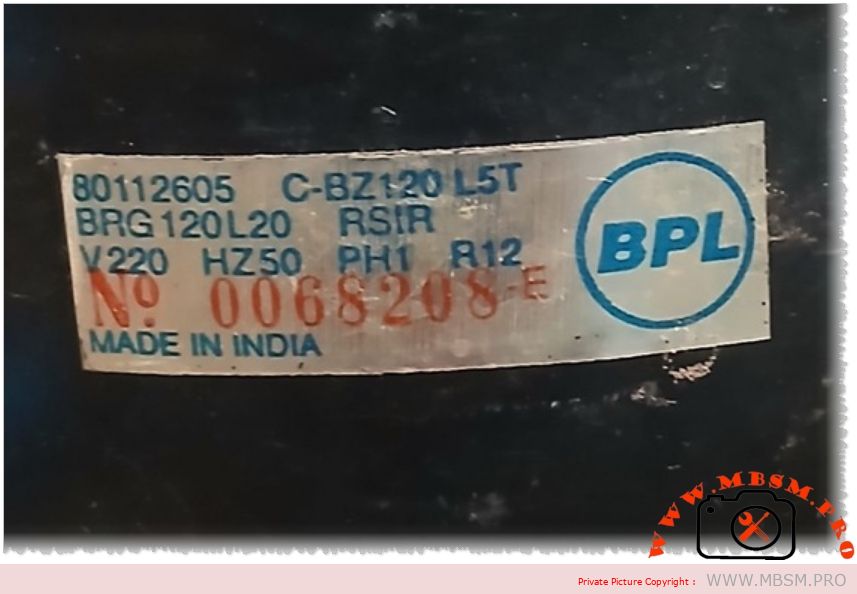 80112605 C-BZ120 L5T
BRG120L20 RSIR
V220 HZ50 PH1 R12
Nº 0068208-E
MADE IN INDIA
BPL
WWW.MBSM.PRO
Private Picture Copyright : WWW.MBSM.PRO